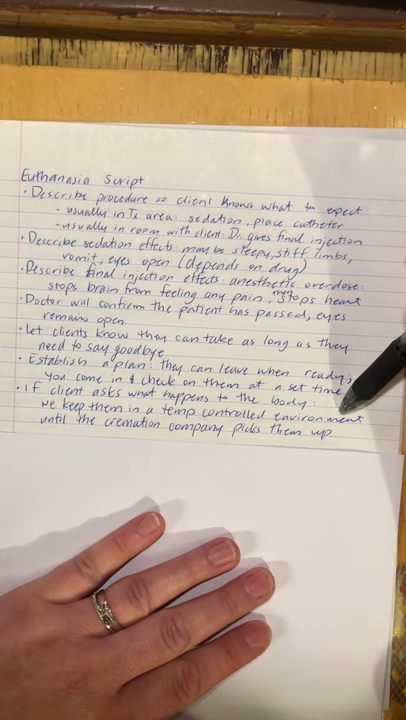 Euthanasia Script
• Describe procedure so client knows what to expect
- usually in Tx area: sedation, place catheter
- usually in room with client: Dr. gives final injection
• Describe sedation effects: may be sleepy, stiff limbs,
vomit, eyes open (depends on drug)
• Describe final injection effects: anesthetic overdose:
stops brain from feeling any pain, then stops heart
• Doctor will confirm the patient has passed, eyes
remain open
• let clients know they can take as long as they
need to say goodbye
• Establish a plan: they can leave when ready,
you come in & check on them at a set time
• If client asks what happens to the body:
we keep them in a temp controlled environment
until the cremation company picks them up